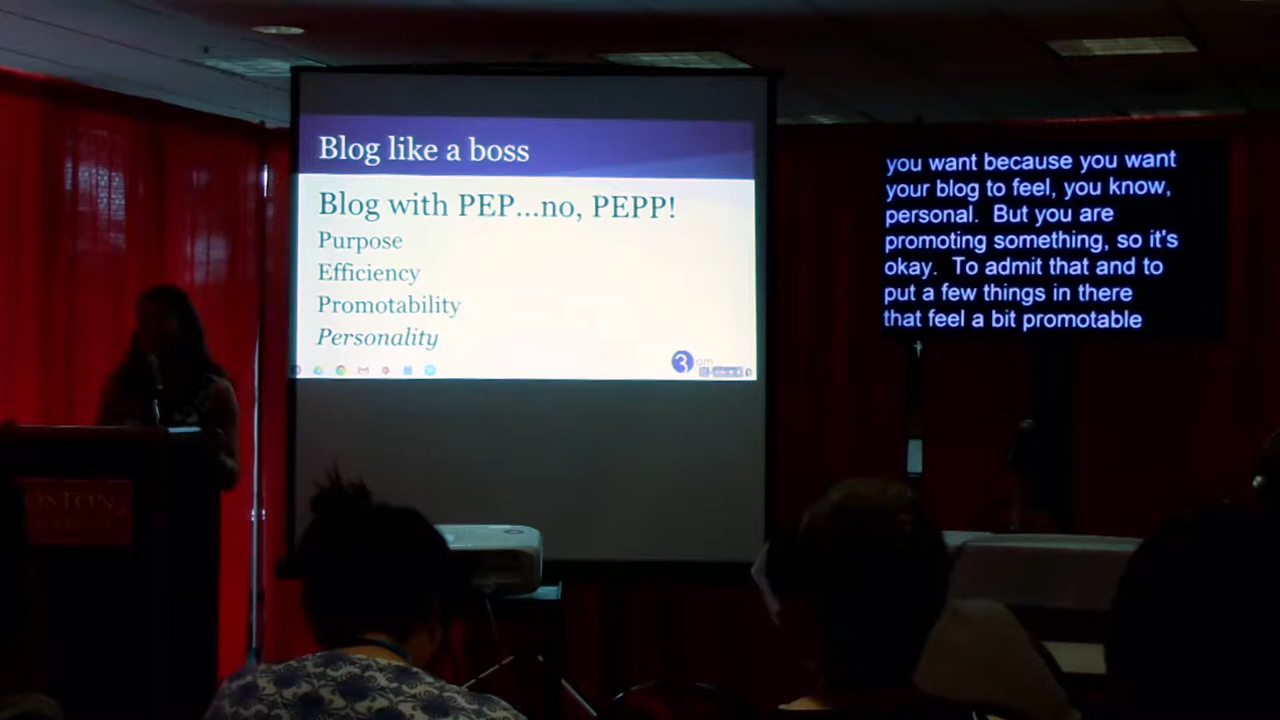 Blog like a boss
Blog with PEP...no, PEPP!
Purpose
Efficiency
Promotability
Personality
3 am
you want because you want
your blog to feel, you know,
personal.  But you are
promoting something, so it's
okay.  To admit that and to
put a few things in there
that feel a bit promotable